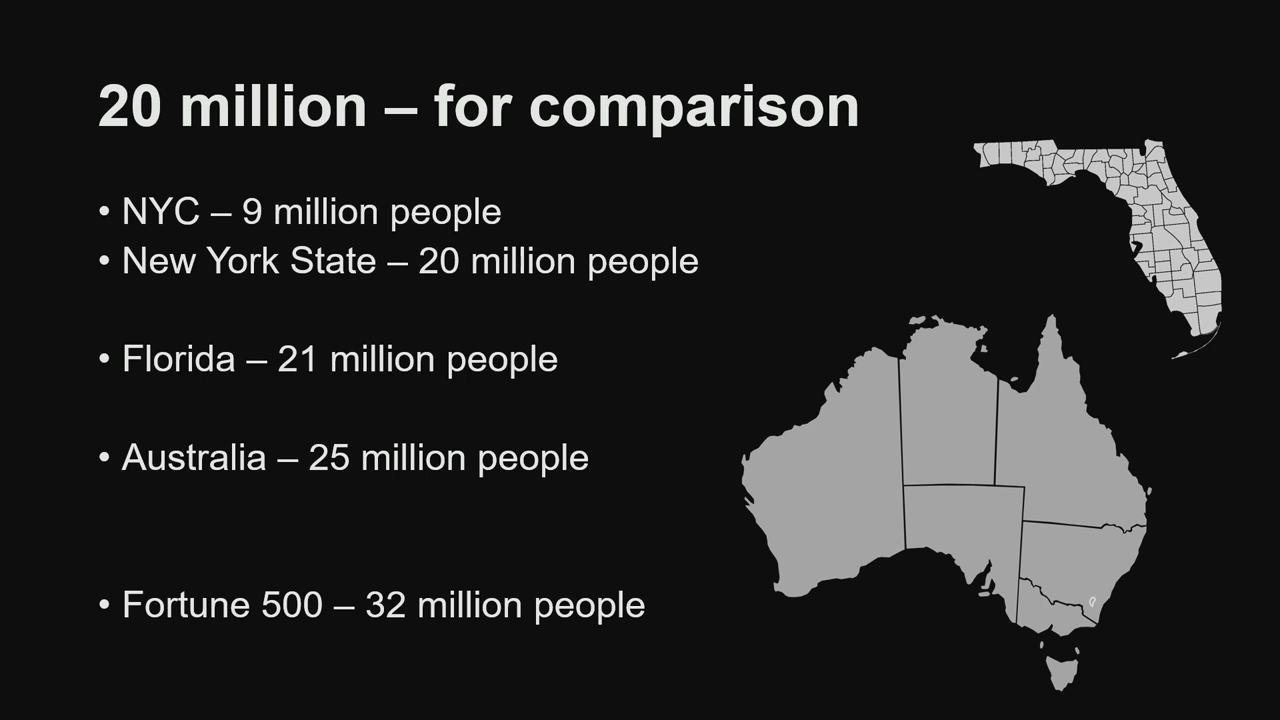 20 million – for comparison
• NYC – 9 million people
• New York State – 20 million people
• Florida – 21 million people
• Australia – 25 million people
• Fortune 500 – 32 million people